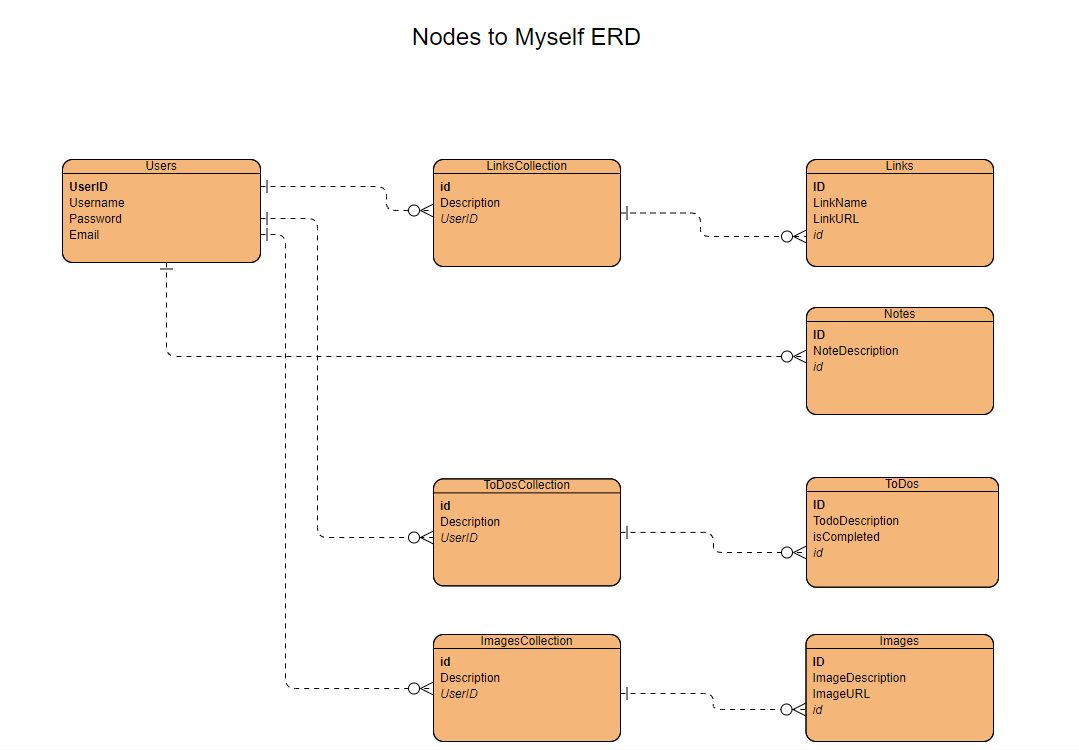 Nodes to Myself ERD
Users
UserID
Username
Password
Email
LinksCollection
id
Description
UserID
Links
ID
LinkName
LinkURL
id
Notes
ID
NoteDescription
id
ToDosCollection
id
Description
UserID
ToDos
ID
TodoDescription
isCompleted
id
ImagesCollection
id
Description
UserID
Images
ID
ImageDescription
ImageURL
id